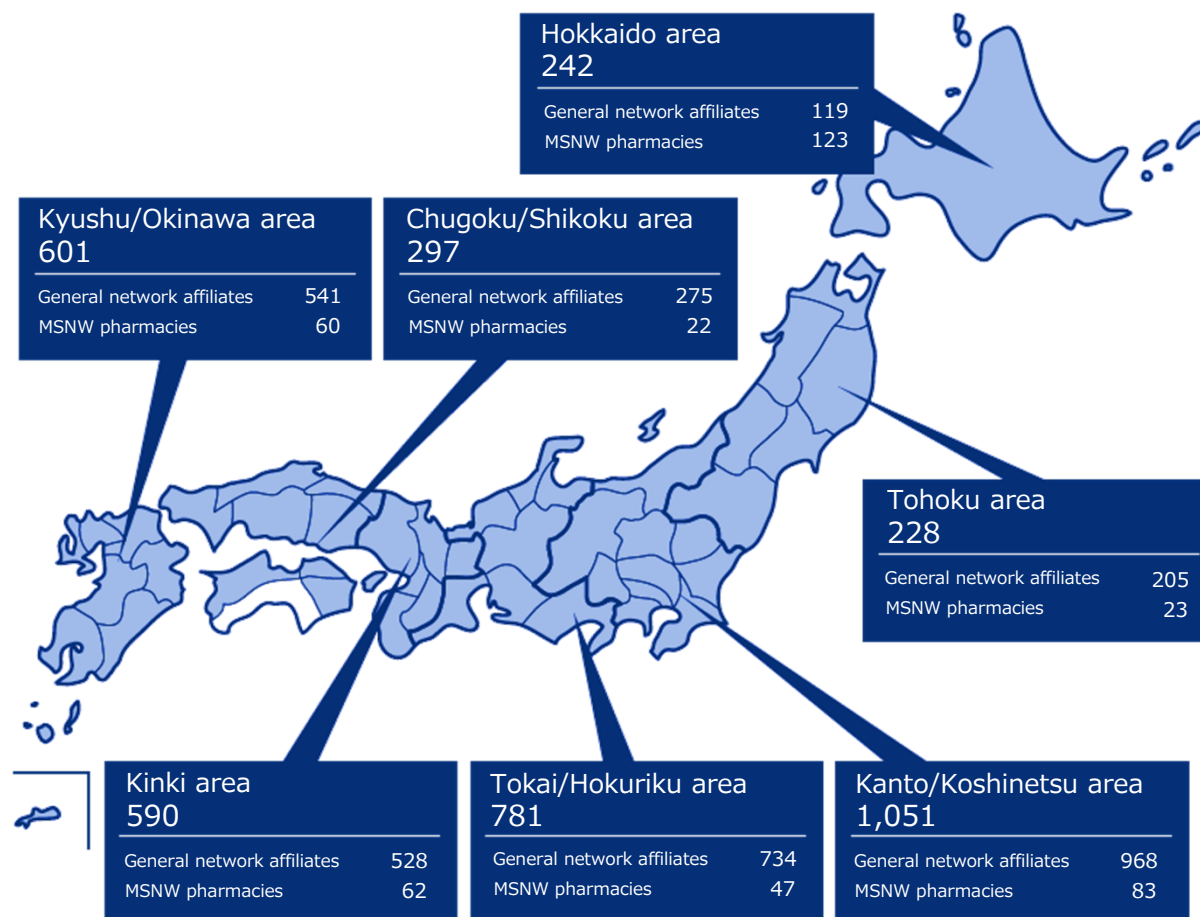 Hokkaido area
242
General network affiliates 119
MSNW pharmacies 123
Kyushu/Okinawa area
601
General network affiliates 541
MSNW pharmacies 60
Chugoku/Shikoku area
297
General network affiliates 275
MSNW pharmacies 22
Tohoku area
228
General network affiliates 205
MSNW pharmacies 23
Kinki area
590
General network affiliates 528
MSNW pharmacies 62
Tokai/Hokuriku area
781
General network affiliates 734
MSNW pharmacies 47
Kanto/Koshinetsu area
1,051
General network affiliates 968
MSNW pharmacies 83